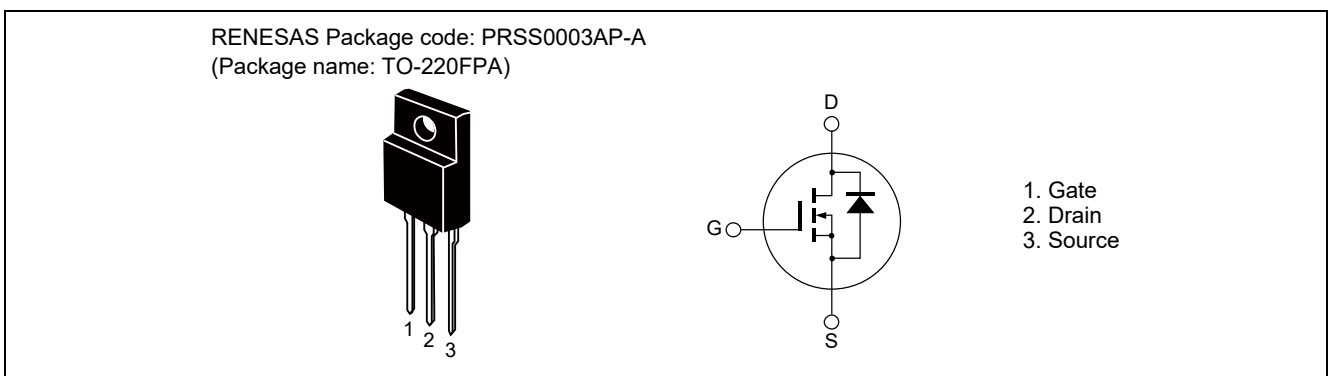 RENESAS Package code: PRSS0003AP-A
(Package name: TO-220FPA)
1
2
3
D
G
S
1. Gate
2. Drain
3. Source